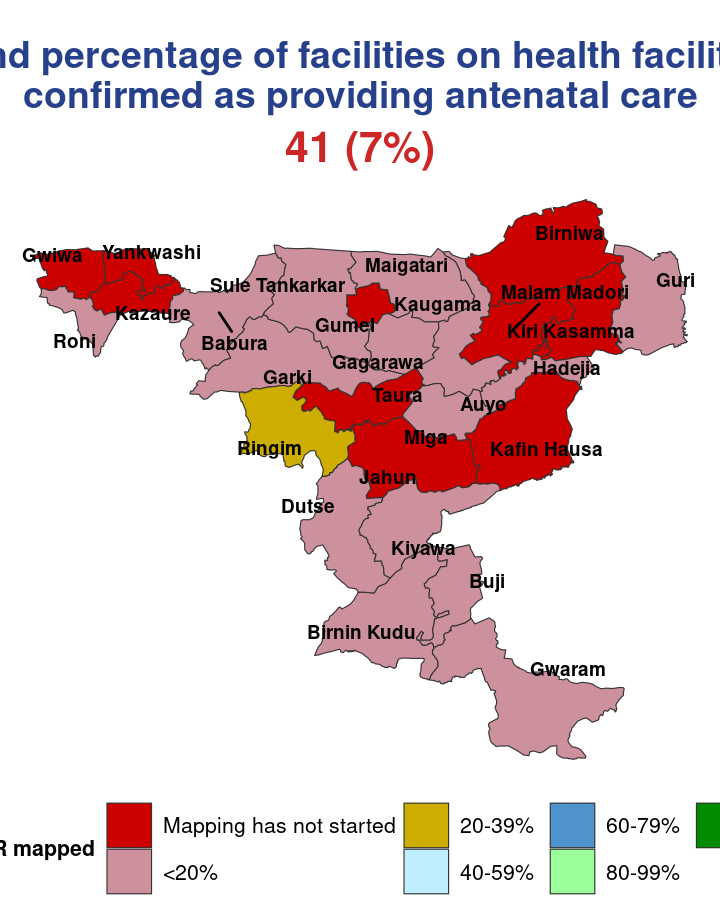 nd percentage of facilities on health facilit
confirmed as providing antenatal care
41 (7%)
Birniwa
Gwiwa
Yankwashi
Maigatari
Guri
Sule Tankarkar
Malam Madori
Kaugama
Kazaure
Gumel
Kiri Kasamma
Roni
Babura
Gagarawa
Hadejia
Garki
Taura
Auyo
Miga
Ringim
Kafin Hausa
Jahun
Dutse
Kiyawa
Buji
Birnin Kudu
Gwaram
R mapped
Mapping has not started
<20%
20-39%
40-59%
60-79%
80-99%